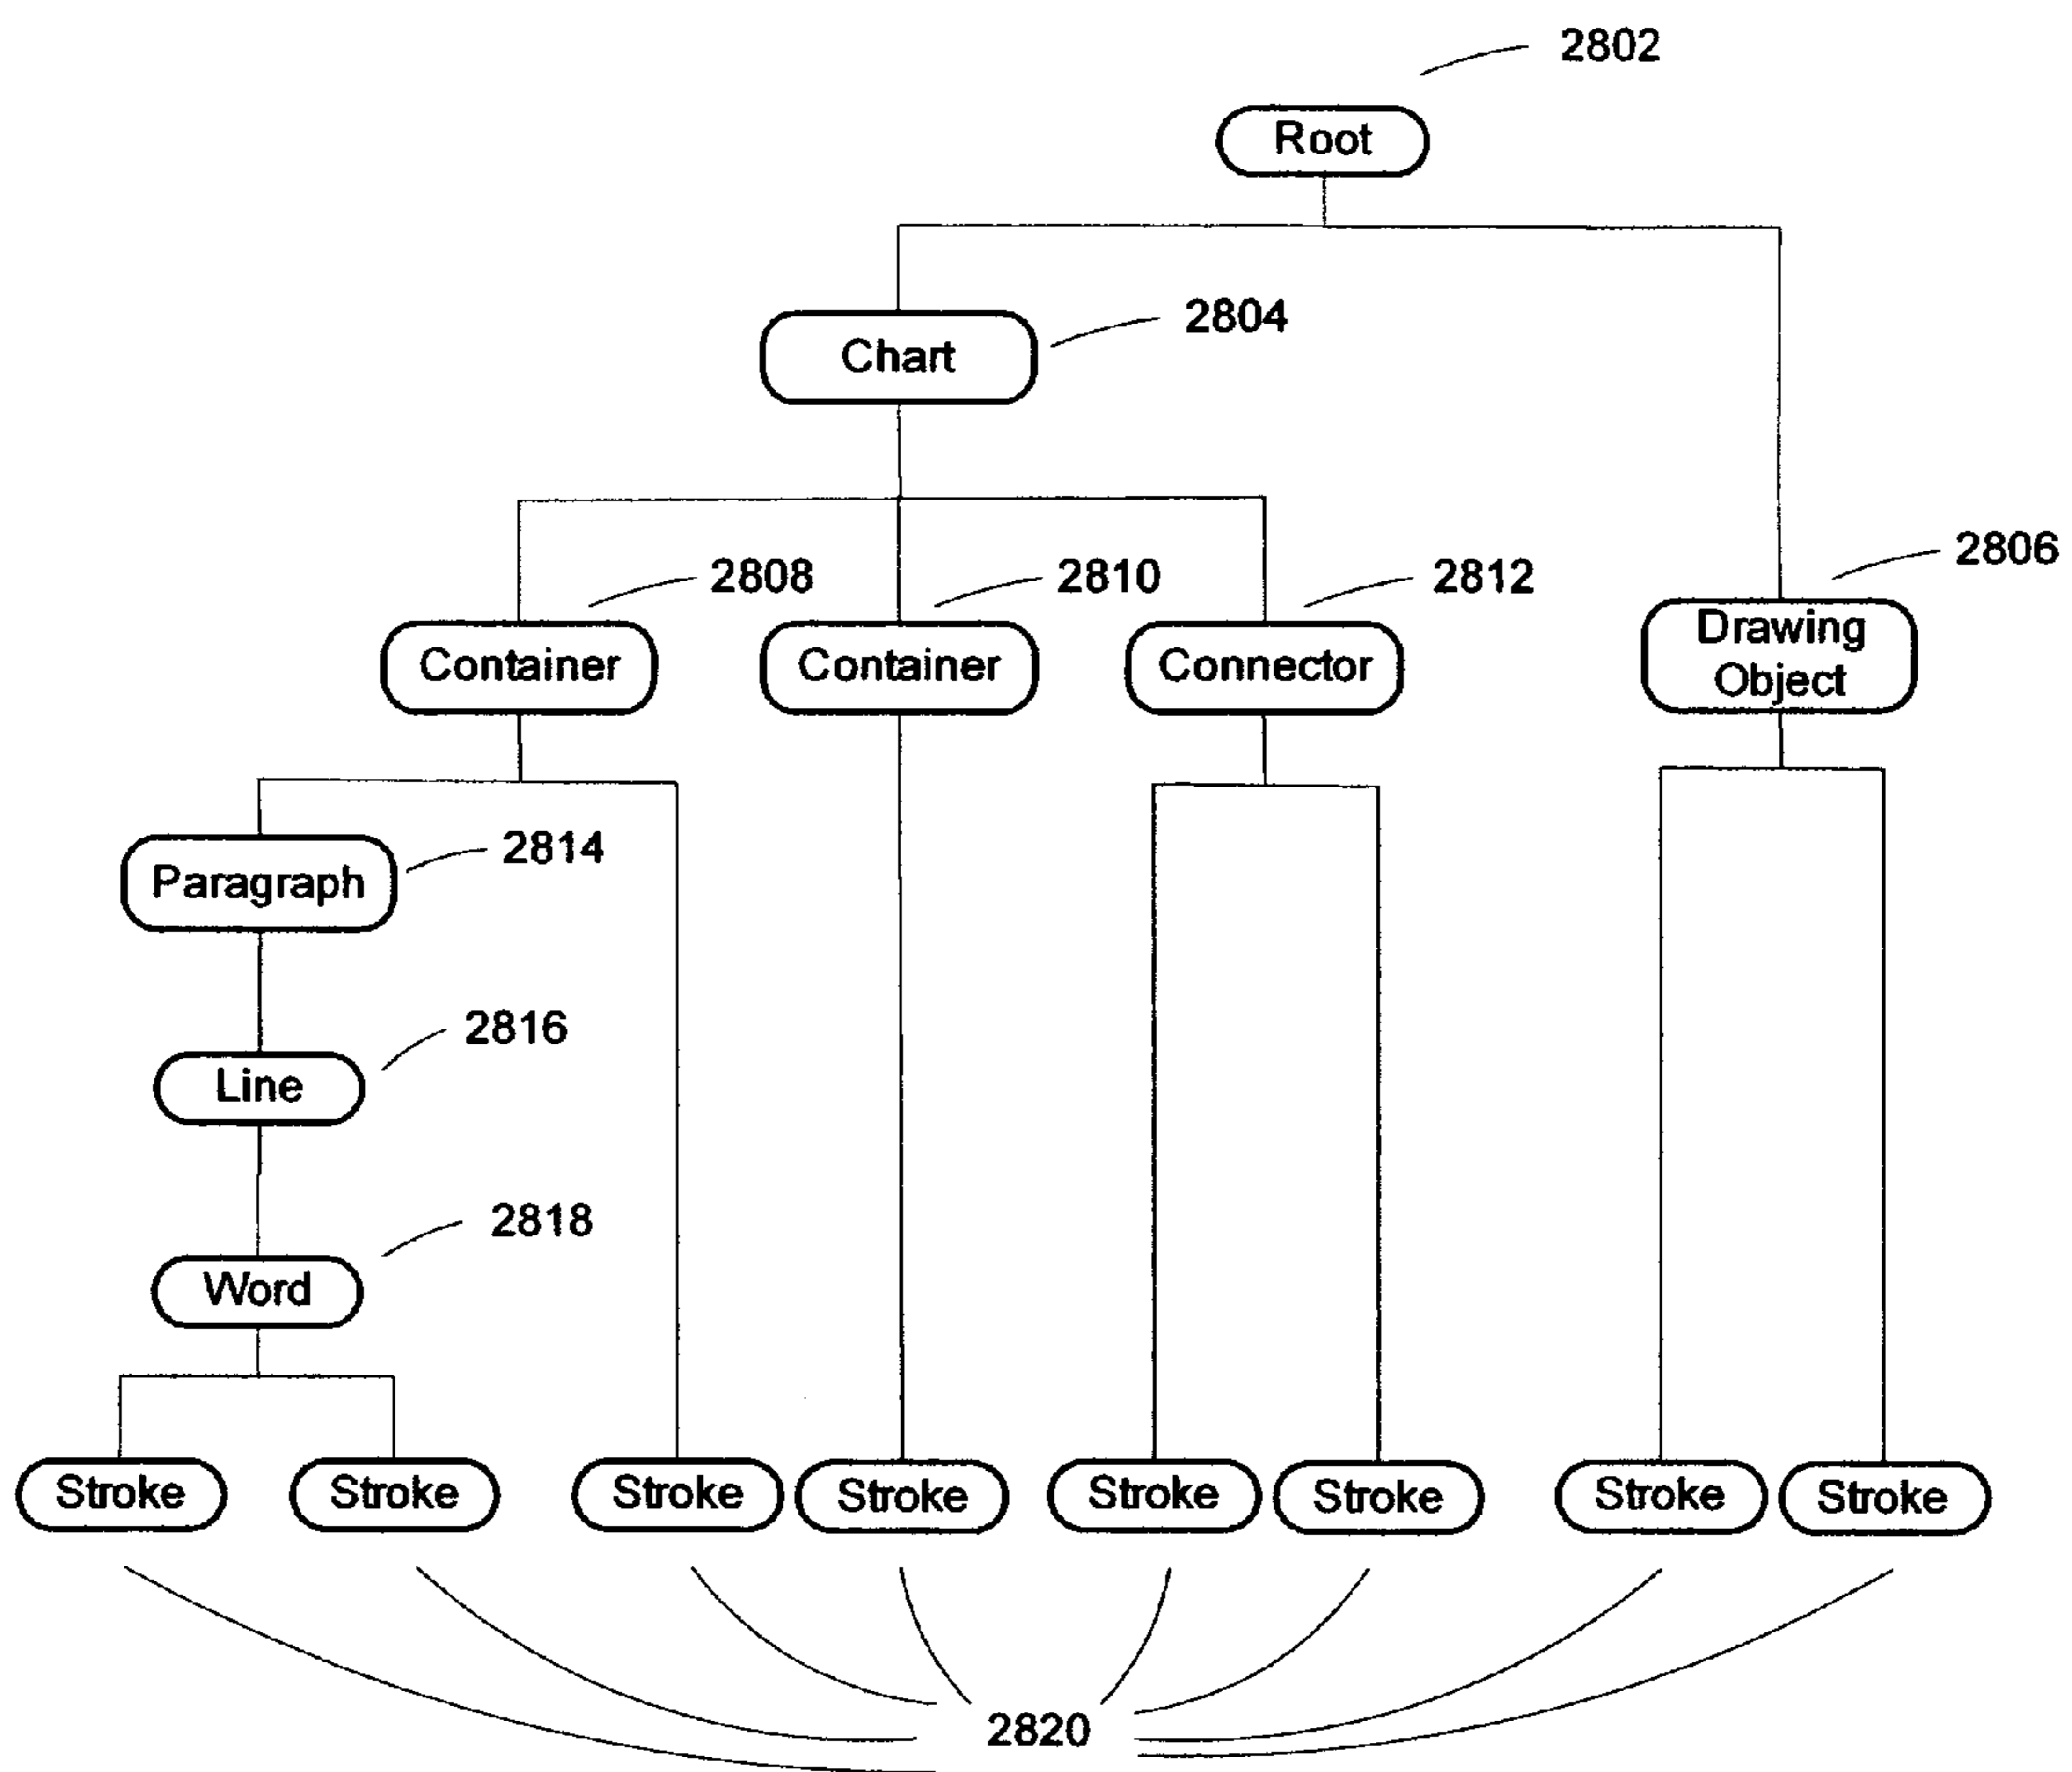 2802
Root
2804
Chart
2806
2808
2810
2812
Container
Container
Connector
Drawing
Object
2814
Paragraph
2816
Line
2818
Word
Stroke
Stroke
Stroke
Stroke
Stroke
Stroke
Stroke
Stroke
2820